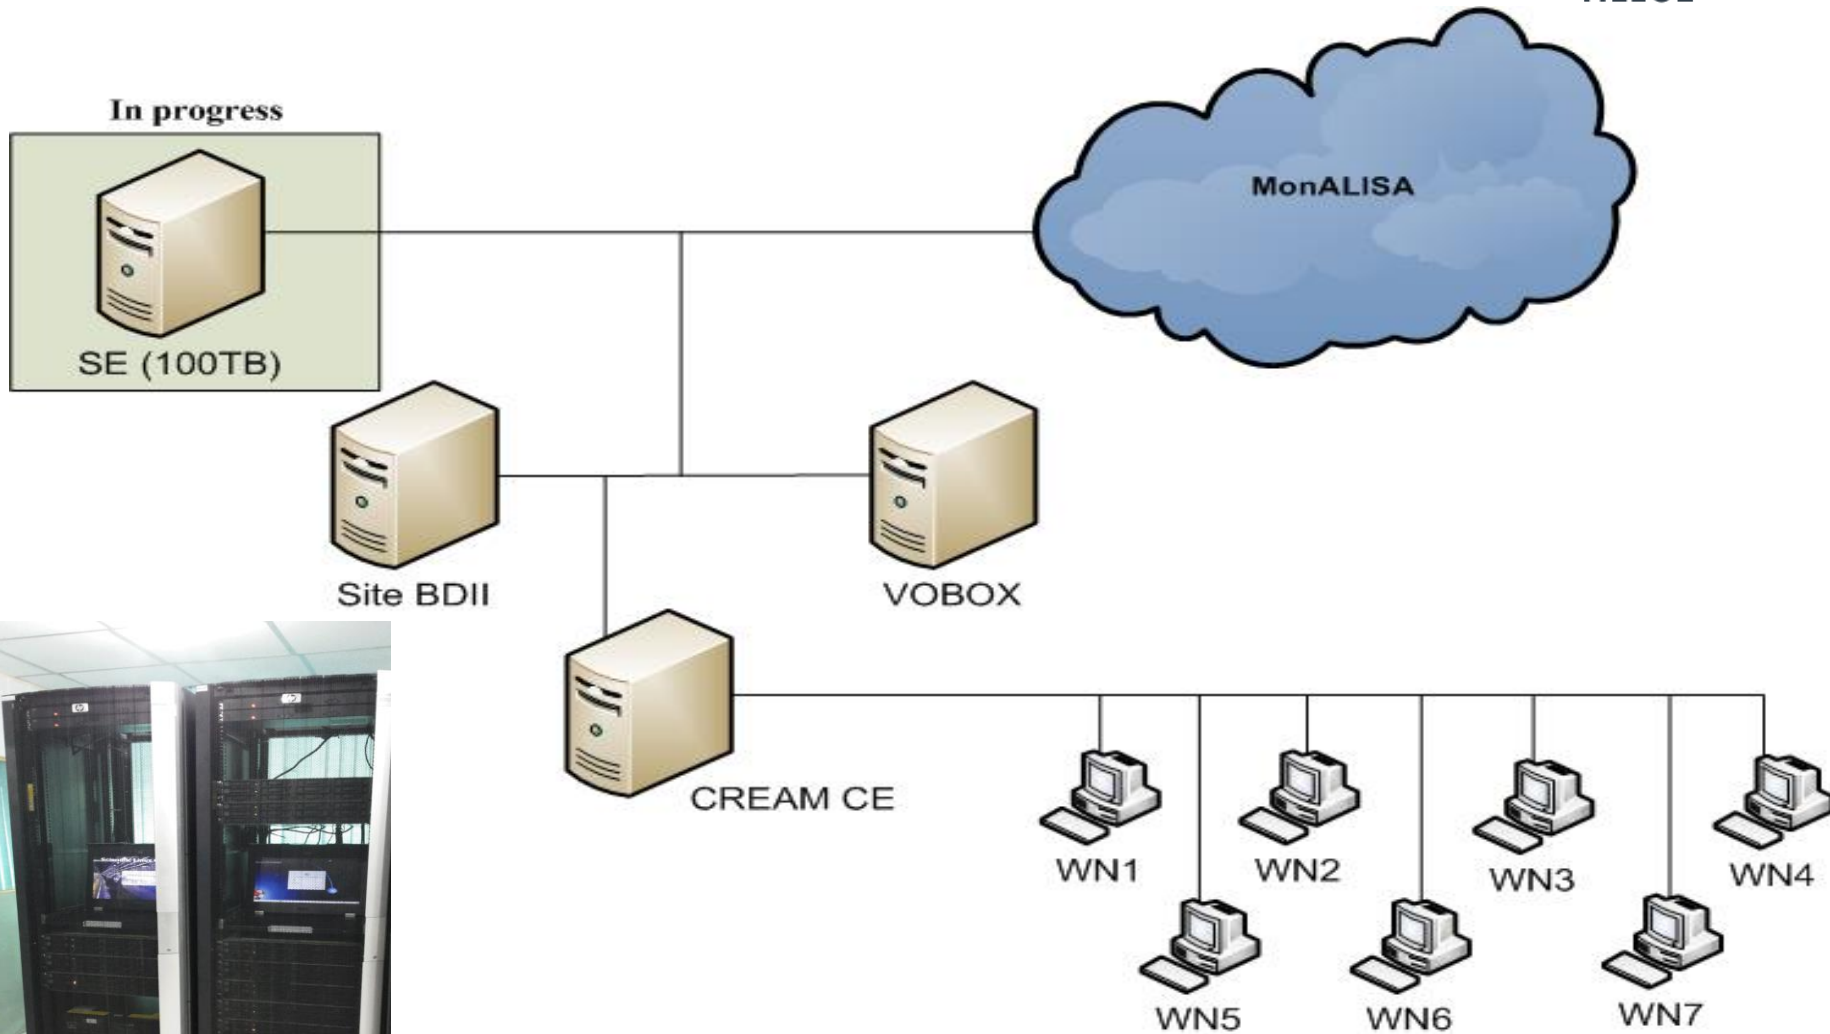 In progress
MonALISA
SE (100TB)
Site BDII
VOBOX
CREAM CE
WN1
WN2
WN3
WN4
WN5
WN6
WN7